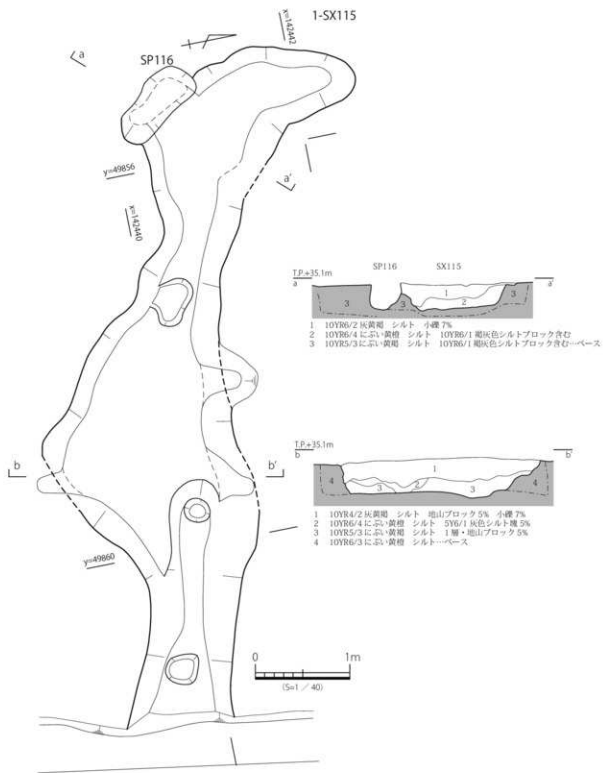 1-SX115
x=142442
a
SP116
a'
y=49856
x=142440
SP116 SX115
T.P.+35.1m
a a'
3 3 1 2 3
1 10YR6/2 灰黄褐 シルト 小礫 7%
2 10YR6/4 にぶい黄橙 シルト 10YR6/1 褐灰色シルトブロック含む
3 10YR5/3 にぶい黄褐 シルト 10YR6/1 褐灰色シルトブロック含む…ベース
b b'
T.P.+35.1m
b b'
4 1 3 2 3 4
1 10YR4/2 灰黄褐 シルト 地山ブロック 5% 小礫 7%
2 10YR6/4 にぶい黄橙 シルト 5Y6/1 灰色シルト塊 5%
3 10YR5/3 にぶい黄褐 シルト 1層・地山ブロック 5%
4 10YR6/3 にぶい黄橙 シルト…ベース
y=49860
0 1m
(S=1/40)